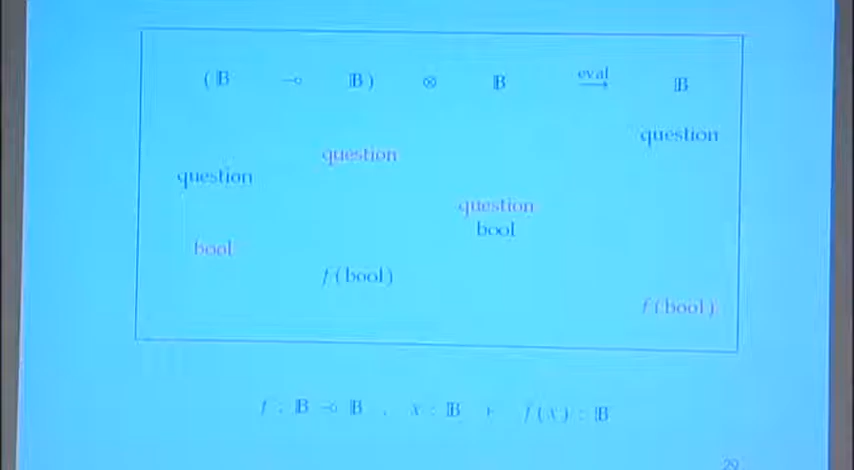 (𝔹 ⊸ 𝔹) ⊗ 𝔹 eval⟶ 𝔹
question
question
question
question
bool
bool
f(bool)
f(bool)
f : 𝔹 ⊸ 𝔹 , x : 𝔹 ⊢ f(x) : 𝔹
29